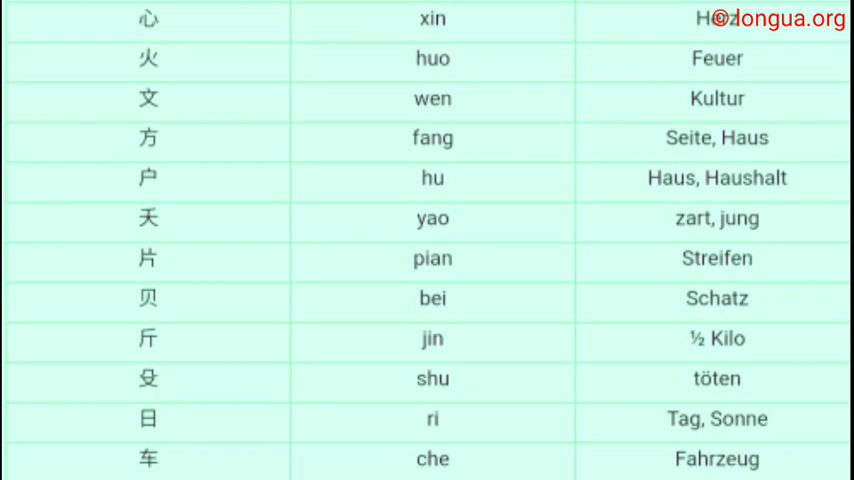 ©longua.org
心 xin Herz
火 huo Feuer
文 wen Kultur
方 fang Seite, Haus
户 hu Haus, Haushalt
夭 yao zart, jung
片 pian Streifen
贝 bei Schatz
斤 jin ½ Kilo
殳 shu töten
日 ri Tag, Sonne
车 che Fahrzeug